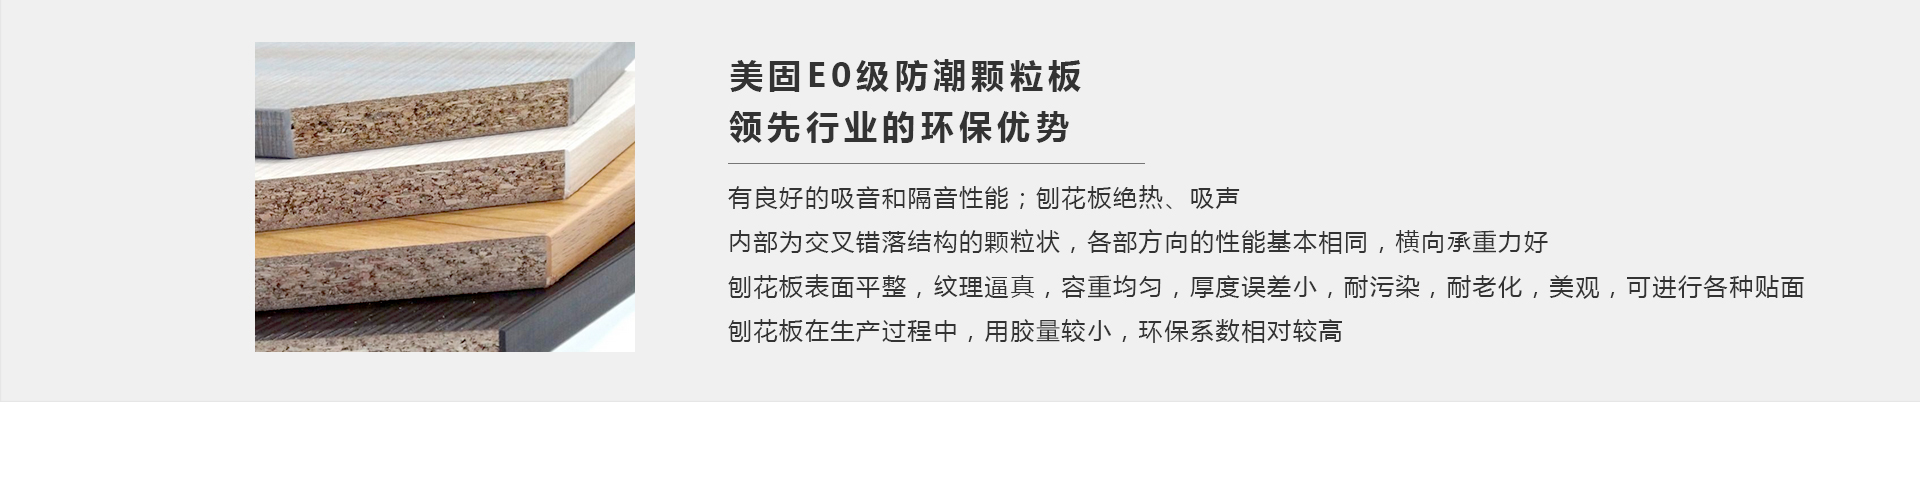 美固E0级防潮颗粒板
领先行业的环保优势
有良好的吸音和隔音性能；刨花板绝热、吸声
内部为交叉错落结构的颗粒状，各部方向的性能基本相同，横向承重力好
刨花板表面平整，纹理逼真，容重均匀，厚度误差小，耐污染，耐老化，美观，可进行各种贴面
刨花板在生产过程中，用胶量较小，环保系数相对较高